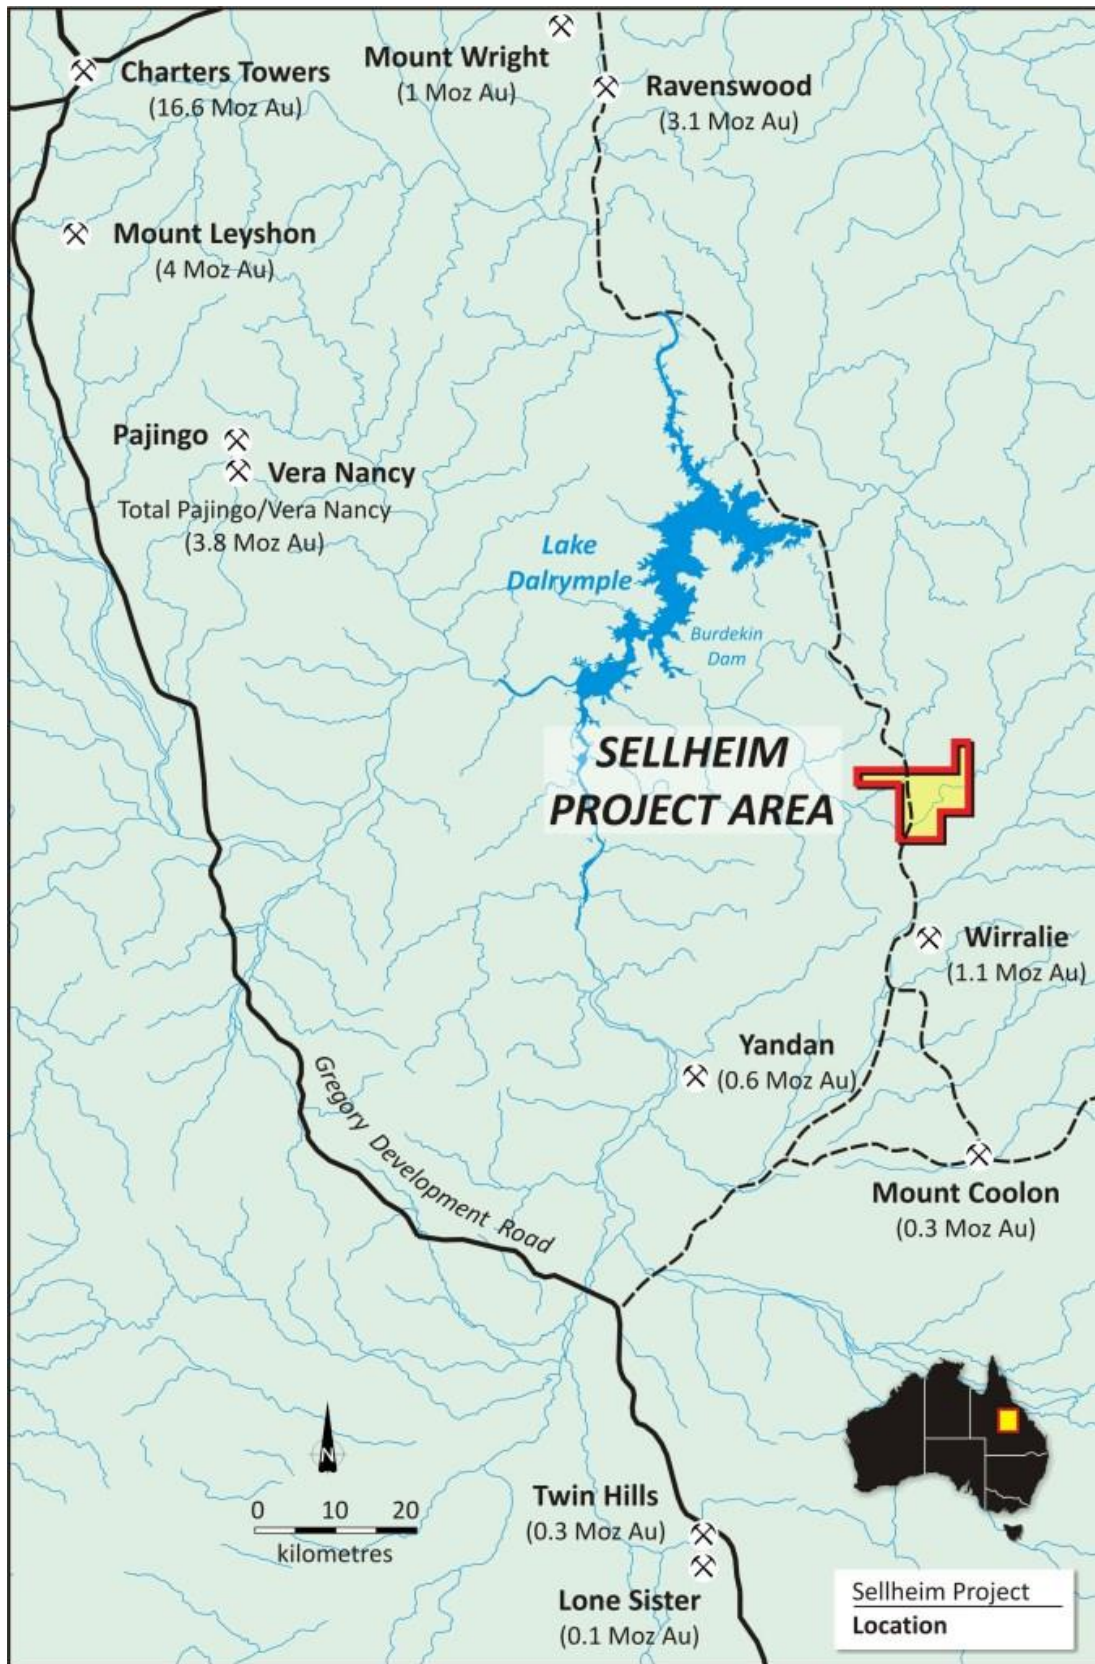 Mount Wright
(1 Moz Au)
Charters Towers
(16.6 Moz Au)
Ravenswood
(3.1 Moz Au)
Mount Leyshon
(4 Moz Au)
Pajingo
Vera Nancy
Total Pajingo/Vera Nancy
(3.8 Moz Au)
Lake
Dalrymple
Burdekin
Dam
SELLHEIM
PROJECT AREA
Wirralie
(1.1 Moz Au)
Yandan
(0.6 Moz Au)
Gregory Development Road
Mount Coolon
(0.3 Moz Au)
N
0 10 20
kilometres
Twin Hills
(0.3 Moz Au)
Lone Sister
(0.1 Moz Au)
Sellheim Project
Location